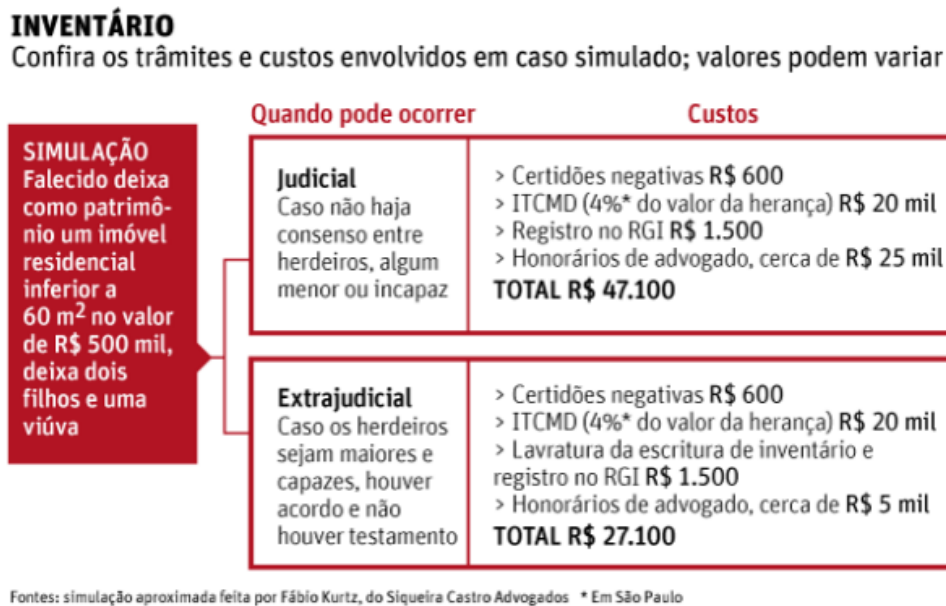 INVENTÁRIO
Confira os trâmites e custos envolvidos em caso simulado; valores podem variar
SIMULAÇÃO
Falecido deixa
como patrimô-
nio um imóvel
residencial
inferior a
60 m² no valor
de R$ 500 mil,
deixa dois
filhos e uma
viúva
Quando pode ocorrer
Custos
Judicial
Caso não haja
consenso entre
herdeiros, algum
menor ou incapaz
> Certidões negativas R$ 600
> ITCMD (4%* do valor da herança) R$ 20 mil
> Registro no RGI R$ 1.500
> Honorários de advogado, cerca de R$ 25 mil
TOTAL R$ 47.100
Extrajudicial
Caso os herdeiros
sejam maiores e
capazes, houver
acordo e não
houver testamento
> Certidões negativas R$ 600
> ITCMD (4%* do valor da herança) R$ 20 mil
> Lavratura da escritura de inventário e
registro no RGI R$ 1.500
> Honorários de advogado, cerca de R$ 5 mil
TOTAL R$ 27.100
Fontes: simulação aproximada feita por Fábio Kurtz, do Siqueira Castro Advogados * Em São Paulo